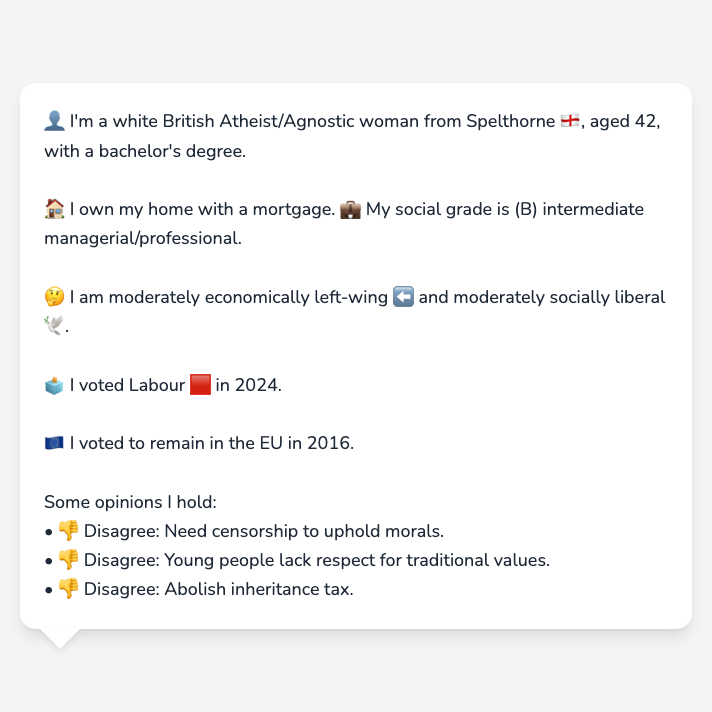 👤 I'm a white British Atheist/Agnostic woman from Spelthorne 🏴󠁧󠁢󠁥󠁮󠁧󠁿, aged 42,
with a bachelor's degree.
🏠 I own my home with a mortgage. 💼 My social grade is (B) intermediate
managerial/professional.
🤔 I am moderately economically left-wing ⬅️ and moderately socially liberal
🕊️.
🗳️ I voted Labour 🟥 in 2024.
🇪🇺 I voted to remain in the EU in 2016.
Some opinions I hold:
• 👎 Disagree: Need censorship to uphold morals.
• 👎 Disagree: Young people lack respect for traditional values.
• 👎 Disagree: Abolish inheritance tax.